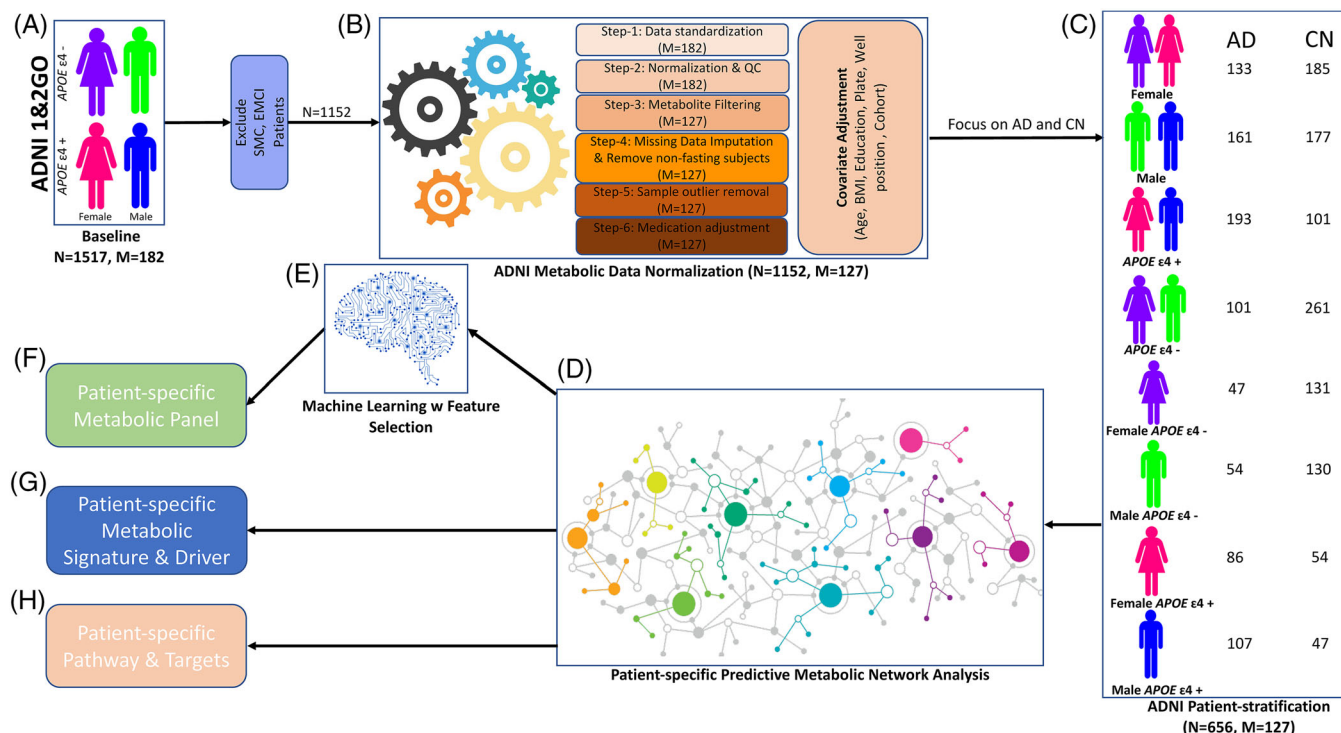 (A)
ADNI 1&2GO
APOE ε4 -
APOE ε4 +
Female
Male
Baseline
N=1517, M=182
Exclude
SMC, EMCI
Patients
N=1152
(B)
Step-1: Data standardization
(M=182)
Step-2: Normalization & QC
(M=182)
Step-3: Metabolite Filtering
(M=127)
Step-4: Missing Data Imputation
& Remove non-fasting subjects
(M=127)
Step-5: Sample outlier removal
(M=127)
Step-6: Medication adjustment
(M=127)
Covariate Adjustment
(Age, BMI, Education, Plate, Well
position , Cohort)
ADNI Metabolic Data Normalization (N=1152, M=127)
Focus on AD and CN
(C)
AD
CN
Female
133
185
Male
161
177
APOE ε4 +
193
101
APOE ε4 -
101
261
Female APOE ε4 -
47
131
Male APOE ε4 -
54
130
Female APOE ε4 +
86
54
Male APOE ε4 +
107
47
ADNI Patient-stratification
(N=656, M=127)
(D)
Patient-specific Predictive Metabolic Network Analysis
(E)
Machine Learning w Feature
Selection
(F)
Patient-specific
Metabolic Panel
(G)
Patient-specific
Metabolic
Signature & Driver
(H)
Patient-specific
Pathway & Targets